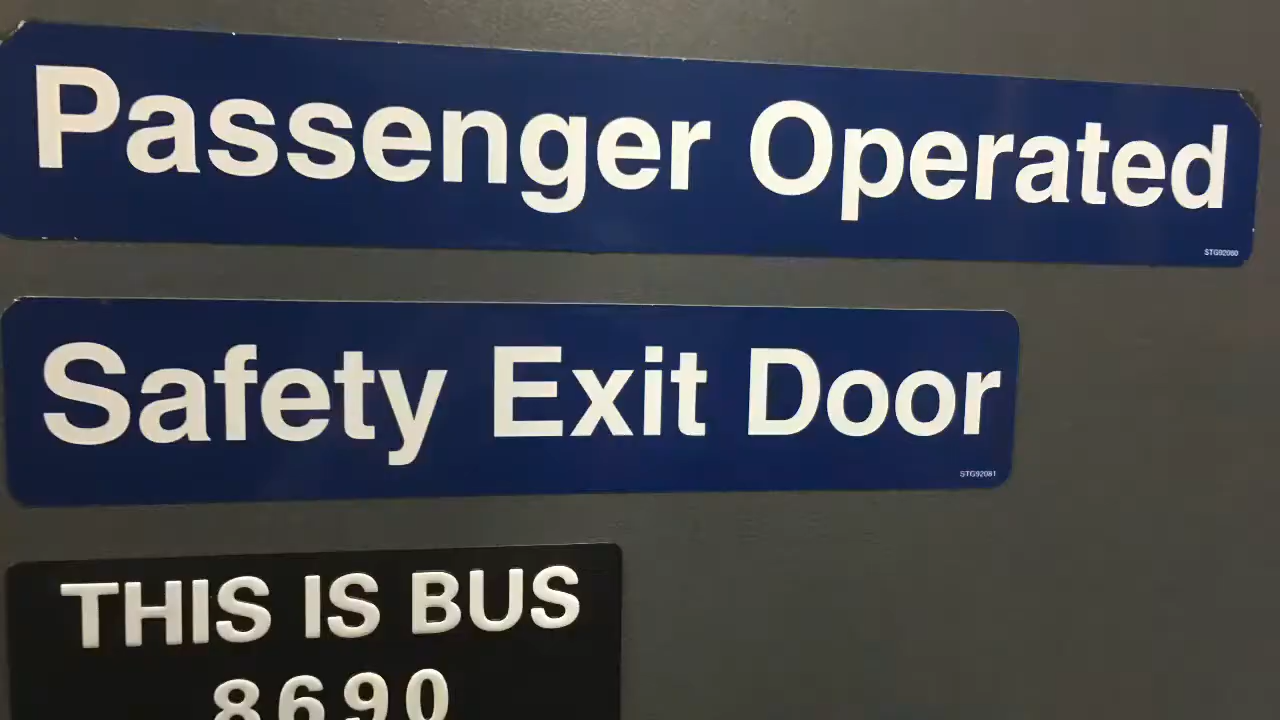 Passenger Operated
STG92080
Safety Exit Door
STG92081
THIS IS BUS
8690